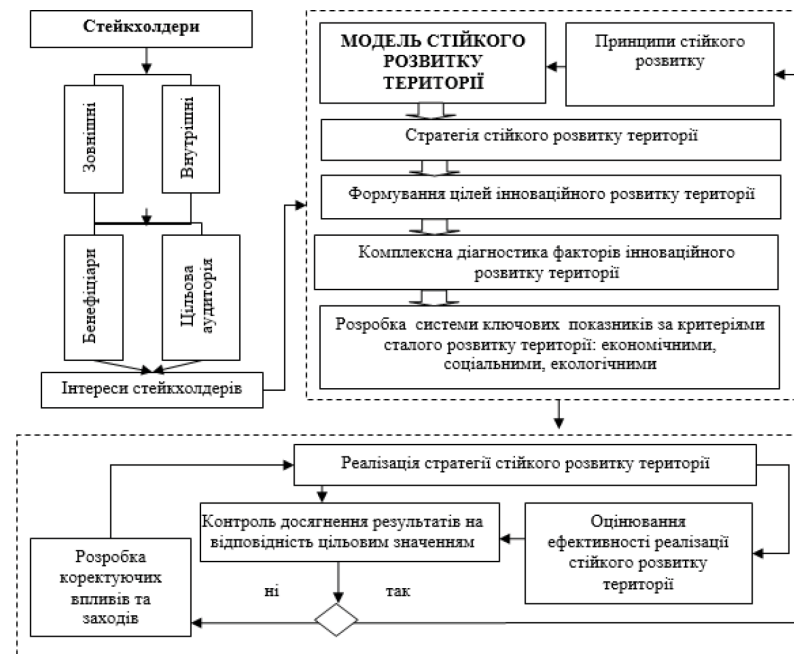 Стейкхолдери
Зовнішні
Внутрішні
Бенефіціари
Цільова
аудиторія
Інтереси стейкхолдерів
МОДЕЛЬ СТІЙКОГО
РОЗВИТКУ
ТЕРИТОРІЇ
Принципи стійкого
розвитку
Стратегія стійкого розвитку території
Формування цілей інноваційного розвитку території
Комплексна діагностика факторів інноваційного
розвитку території
Розробка системи ключових показників за критеріями
сталого розвитку території: економічними,
соціальними, екологічними
Реалізація стратегії стійкого розвитку території
Контроль досягнення результатів на
відповідність цільовим значенням
Оцінювання
ефективності реалізації
стійкого розвитку
території
Розробка
коректуючих
впливів та
заходів
ні
так